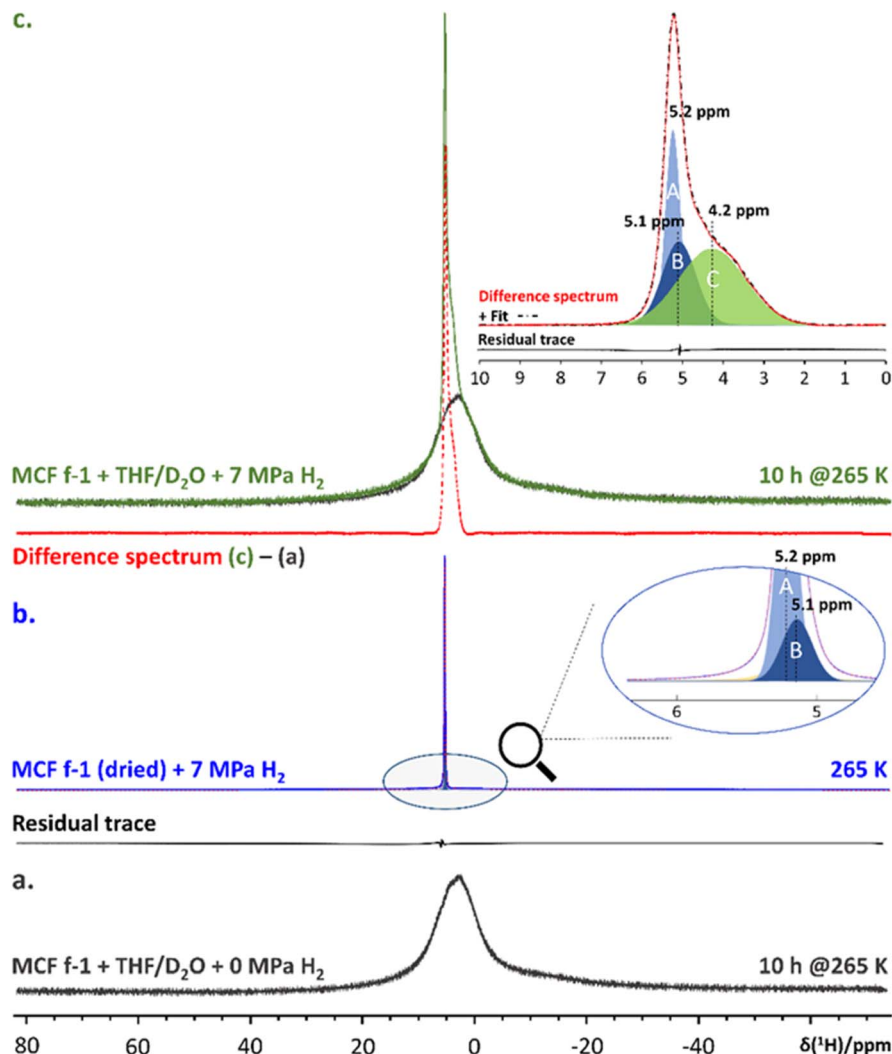 c.
5.2 ppm
A
5.1 ppm
4.2 ppm
B
C
Difference spectrum
+ Fit -·-
Residual trace
10 9 8 7 6 5 4 3 2 1 0
MCF f-1 + THF/D₂O + 7 MPa H₂ 10 h @265 K
Difference spectrum (c) – (a)
b.
5.2 ppm
A
5.1 ppm
B
6 5
MCF f-1 (dried) + 7 MPa H₂ 265 K
Residual trace
a.
MCF f-1 + THF/D₂O + 0 MPa H₂ 10 h @265 K
80 60 40 20 0 -20 -40 δ(¹H)/ppm